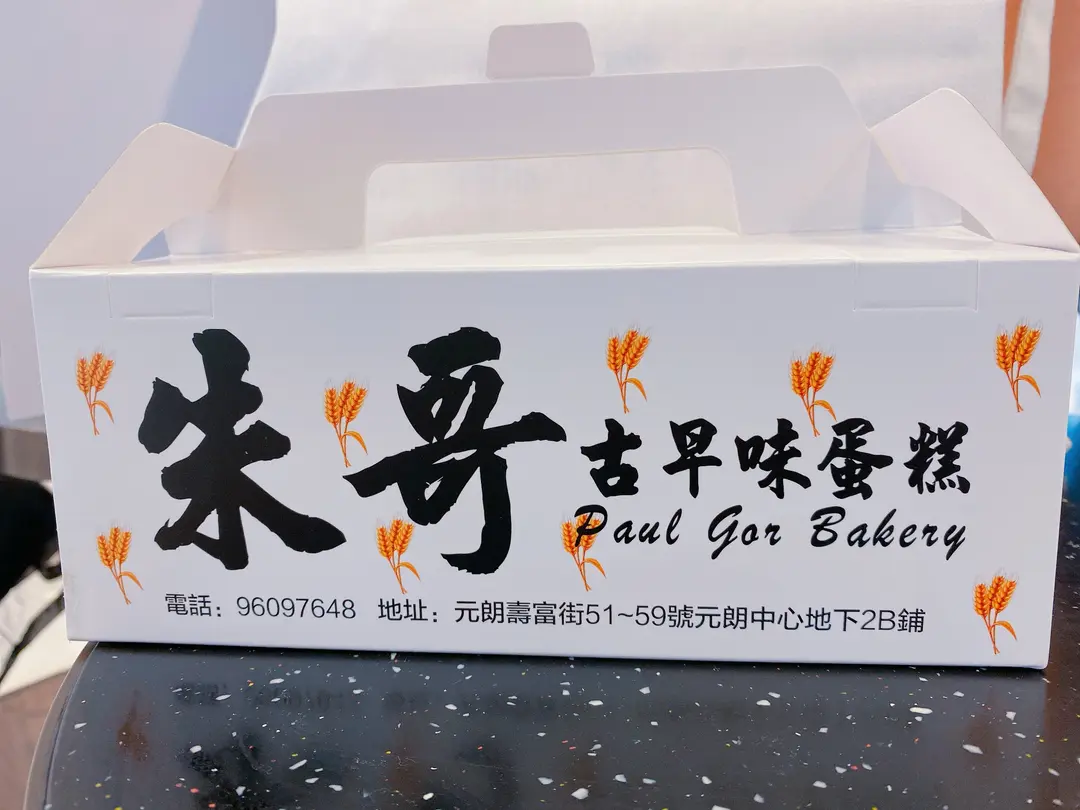 朱哥
古早味蛋糕
Paul Gor Bakery
電話：96097648 地址：元朗壽富街51~59號元朗中心地下2B鋪